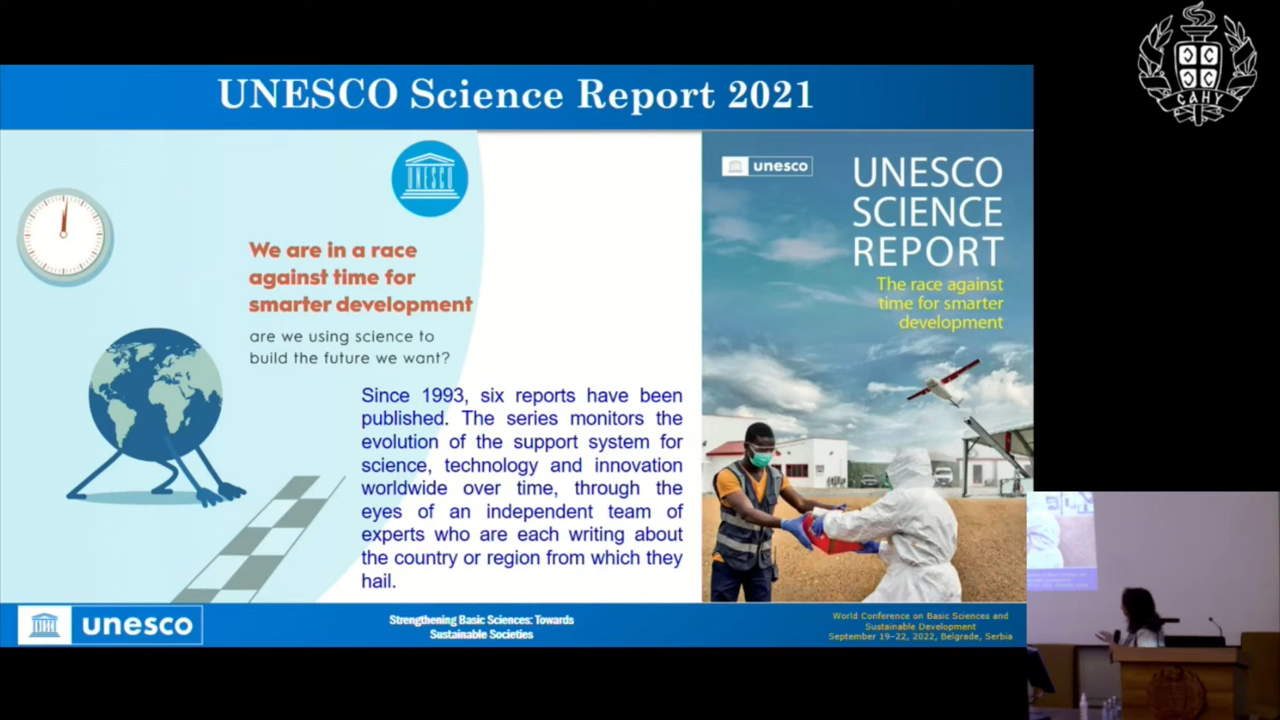 UNESCO Science Report 2021
UNESCO
We are in a race
against time for
smarter development
are we using science to
build the future we want?
Since 1993, six reports have been
published. The series monitors the
evolution of the support system for
science, technology and innovation
worldwide over time, through the
eyes of an independent team of
experts who are each writing about
the country or region from which they
hail.
unesco
UNESCO
SCIENCE
REPORT
The race against
time for smarter
development
unesco
Strengthening Basic Sciences: Towards
Sustainable Societies
World Conference on Basic Sciences and
Sustainable Development
September 19–22, 2022, Belgrade, Serbia
САНУ